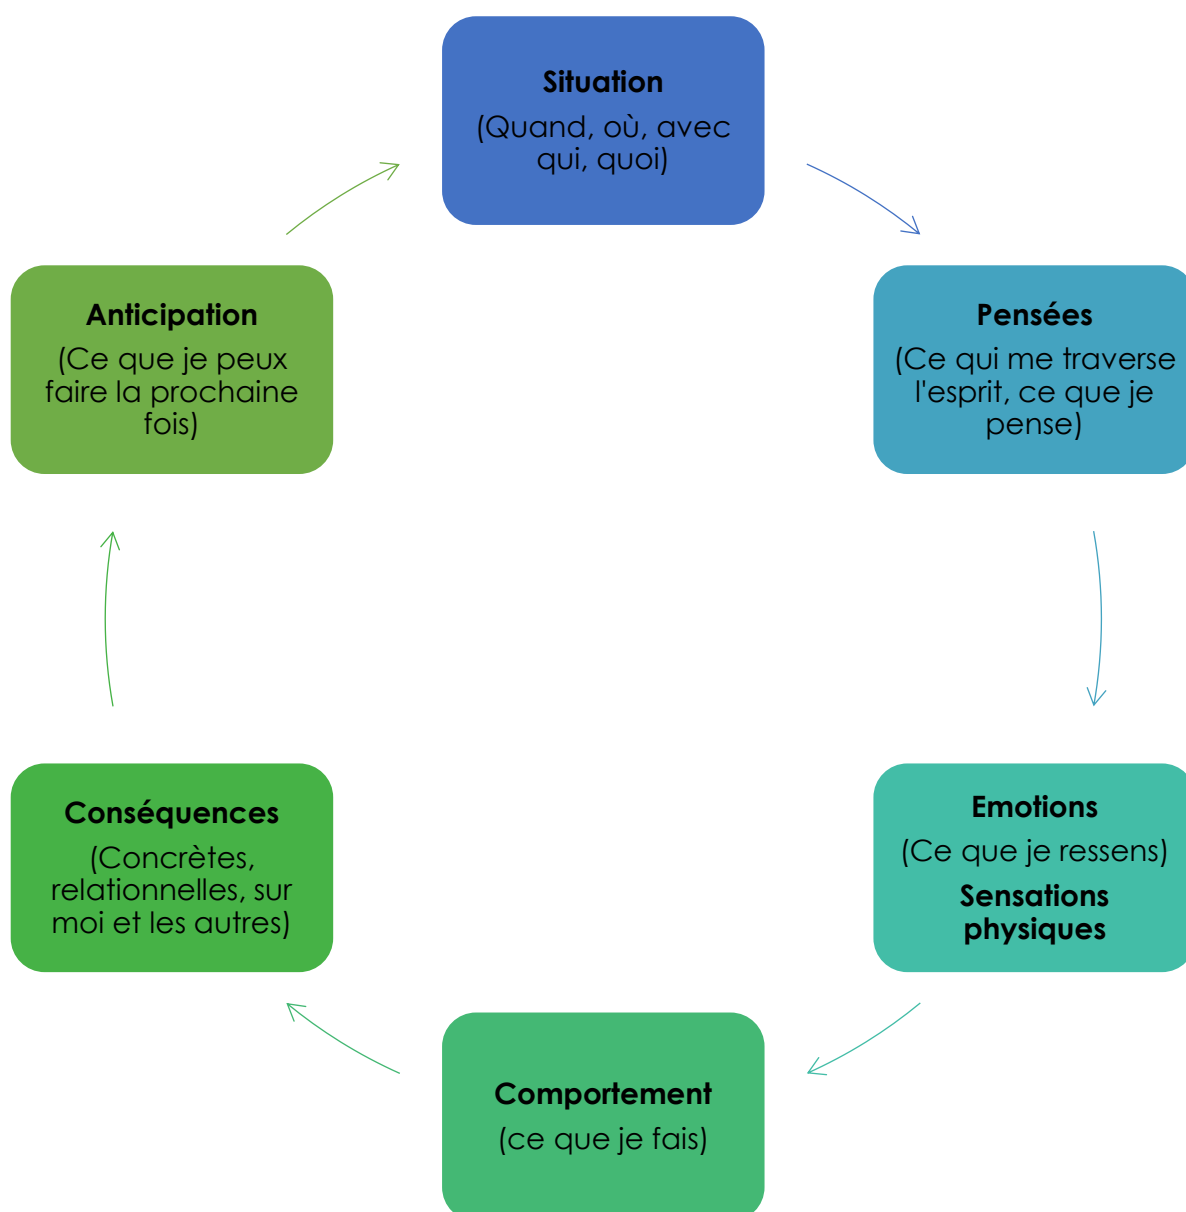 Situation
(Quand, où, avec
qui, quoi)
Pensées
(Ce qui me traverse
l'esprit, ce que je
pense)
Emotions
(Ce que je ressens)
Sensations
physiques
Comportement
(ce que je fais)
Conséquences
(Concrètes,
relationnelles, sur
moi et les autres)
Anticipation
(Ce que je peux
faire la prochaine
fois)